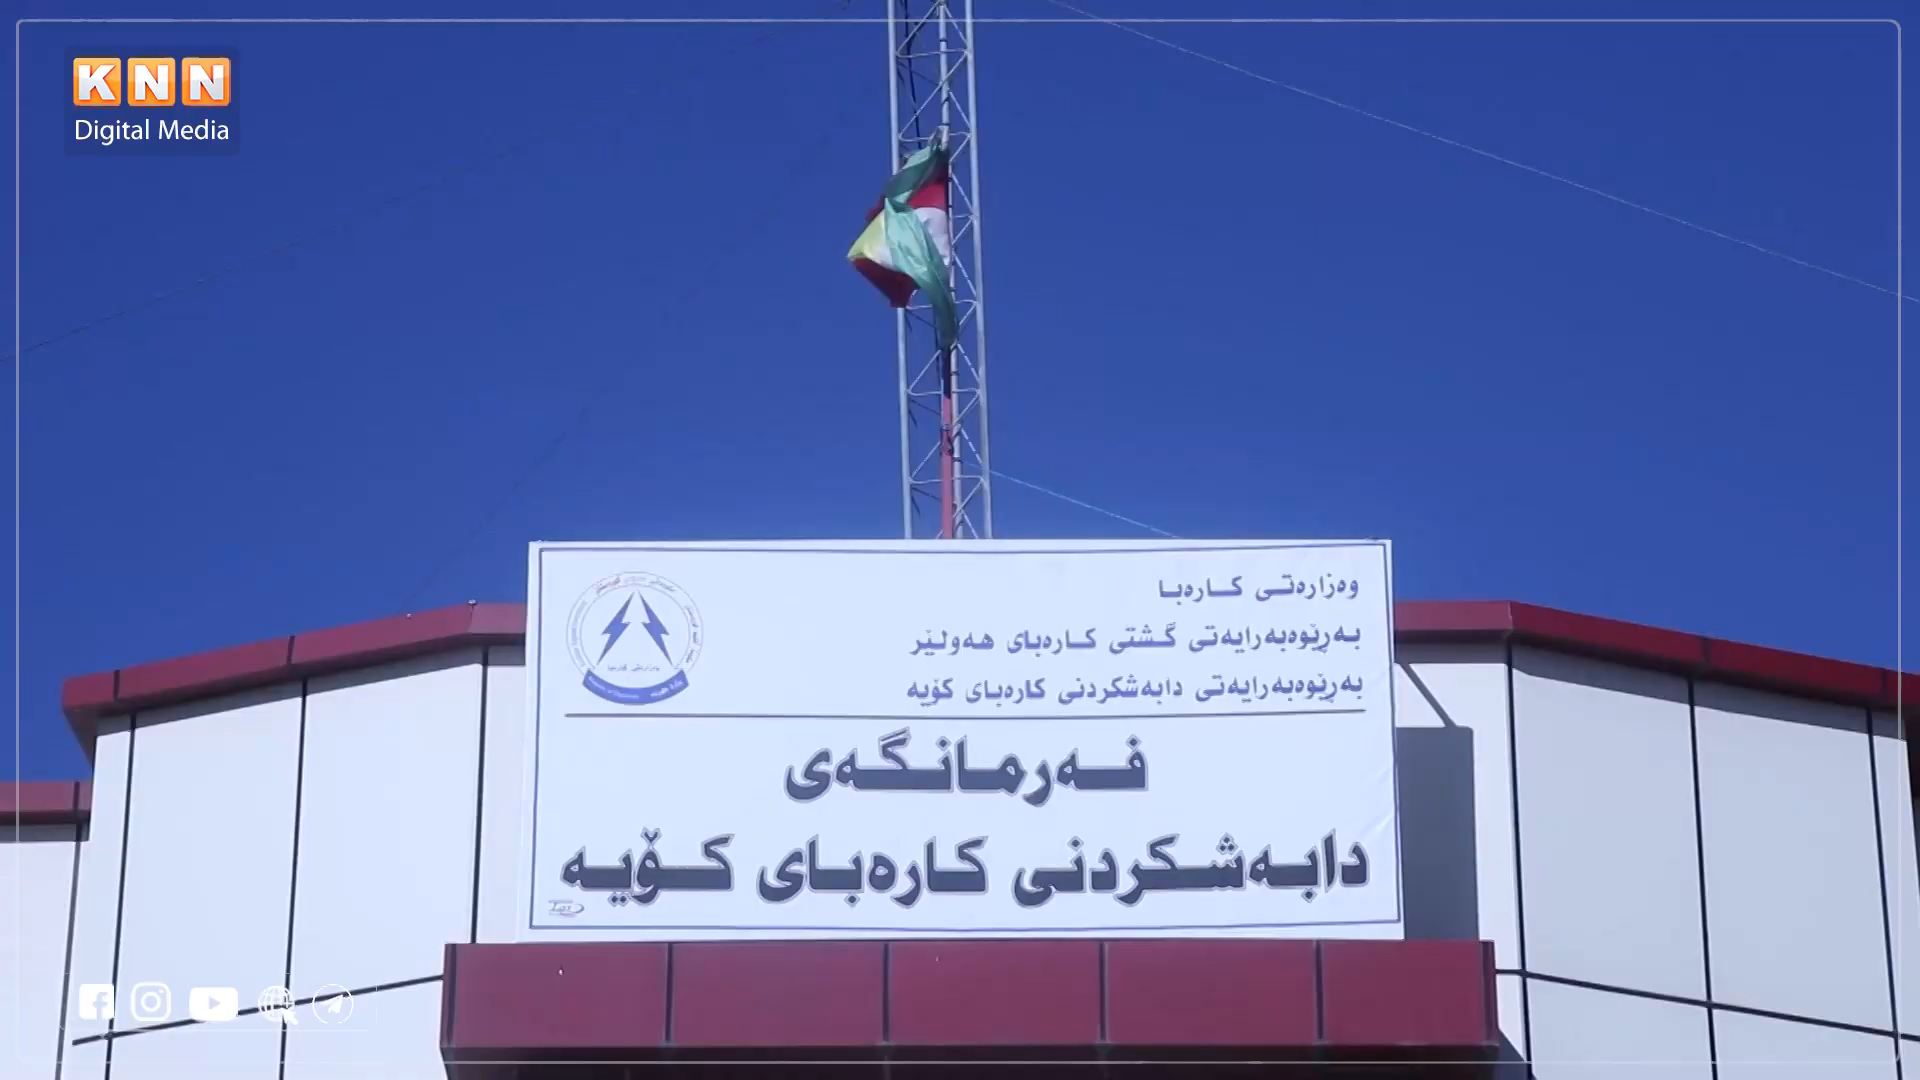 KNN
Digital Media
وەزارەتی کارەبا
بەڕێوەبەرایەتی گشتی کارەبای هەولێر
بەڕێوەبەرایەتی دابەشکردنی کارەبای کۆیە
فەرمانگەی
دابەشکردنی کارەبای کۆیە